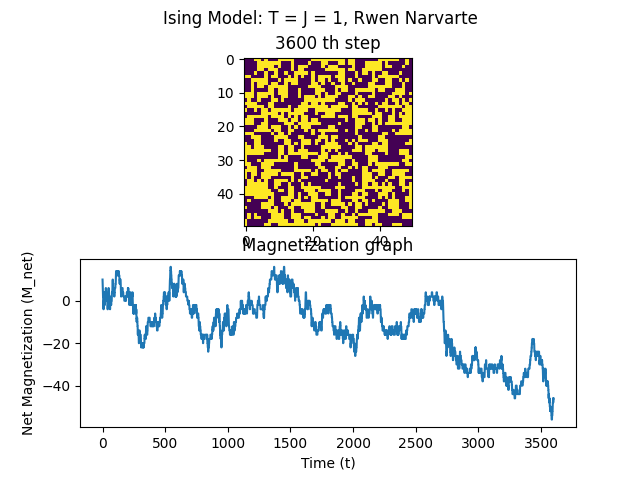 Ising Model: T = J = 1, Rwen Narvarte
3600 th step
0
10
20
30
40
0 20 40
Magnetization graph
Net Magnetization (M_net)
0
−20
−40
0 500 1000 1500 2000 2500 3000 3500
Time (t)